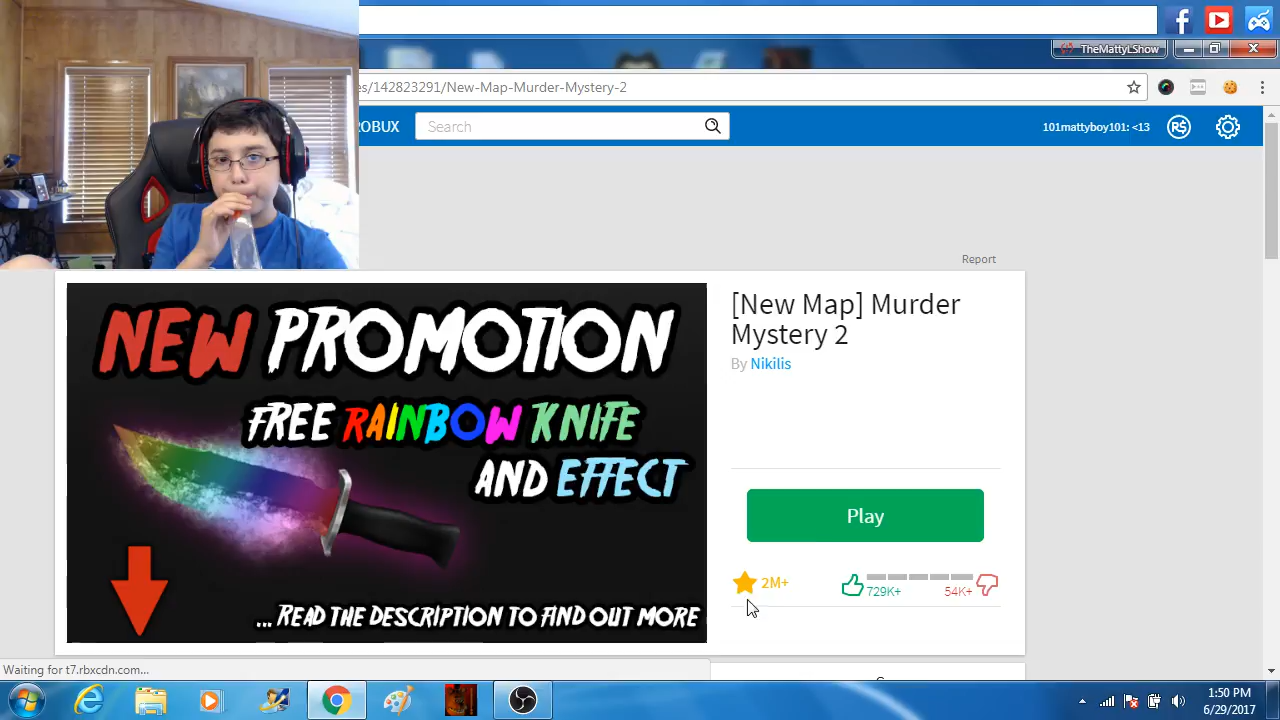 TheMattyLShow
es/142823291/New-Map-Murder-Mystery-2
ROBUX
Search
101mattyboy101: <13
R$
Report
NEW PROMOTION
FREE RAINBOW KNIFE
AND EFFECT
... READ THE DESCRIPTION TO FIND OUT MORE
[New Map] Murder
Mystery 2
By Nikilis
Play
2M+
729K+
54K+
Waiting for t7.rbxcdn.com...
1:50 PM
6/29/2017